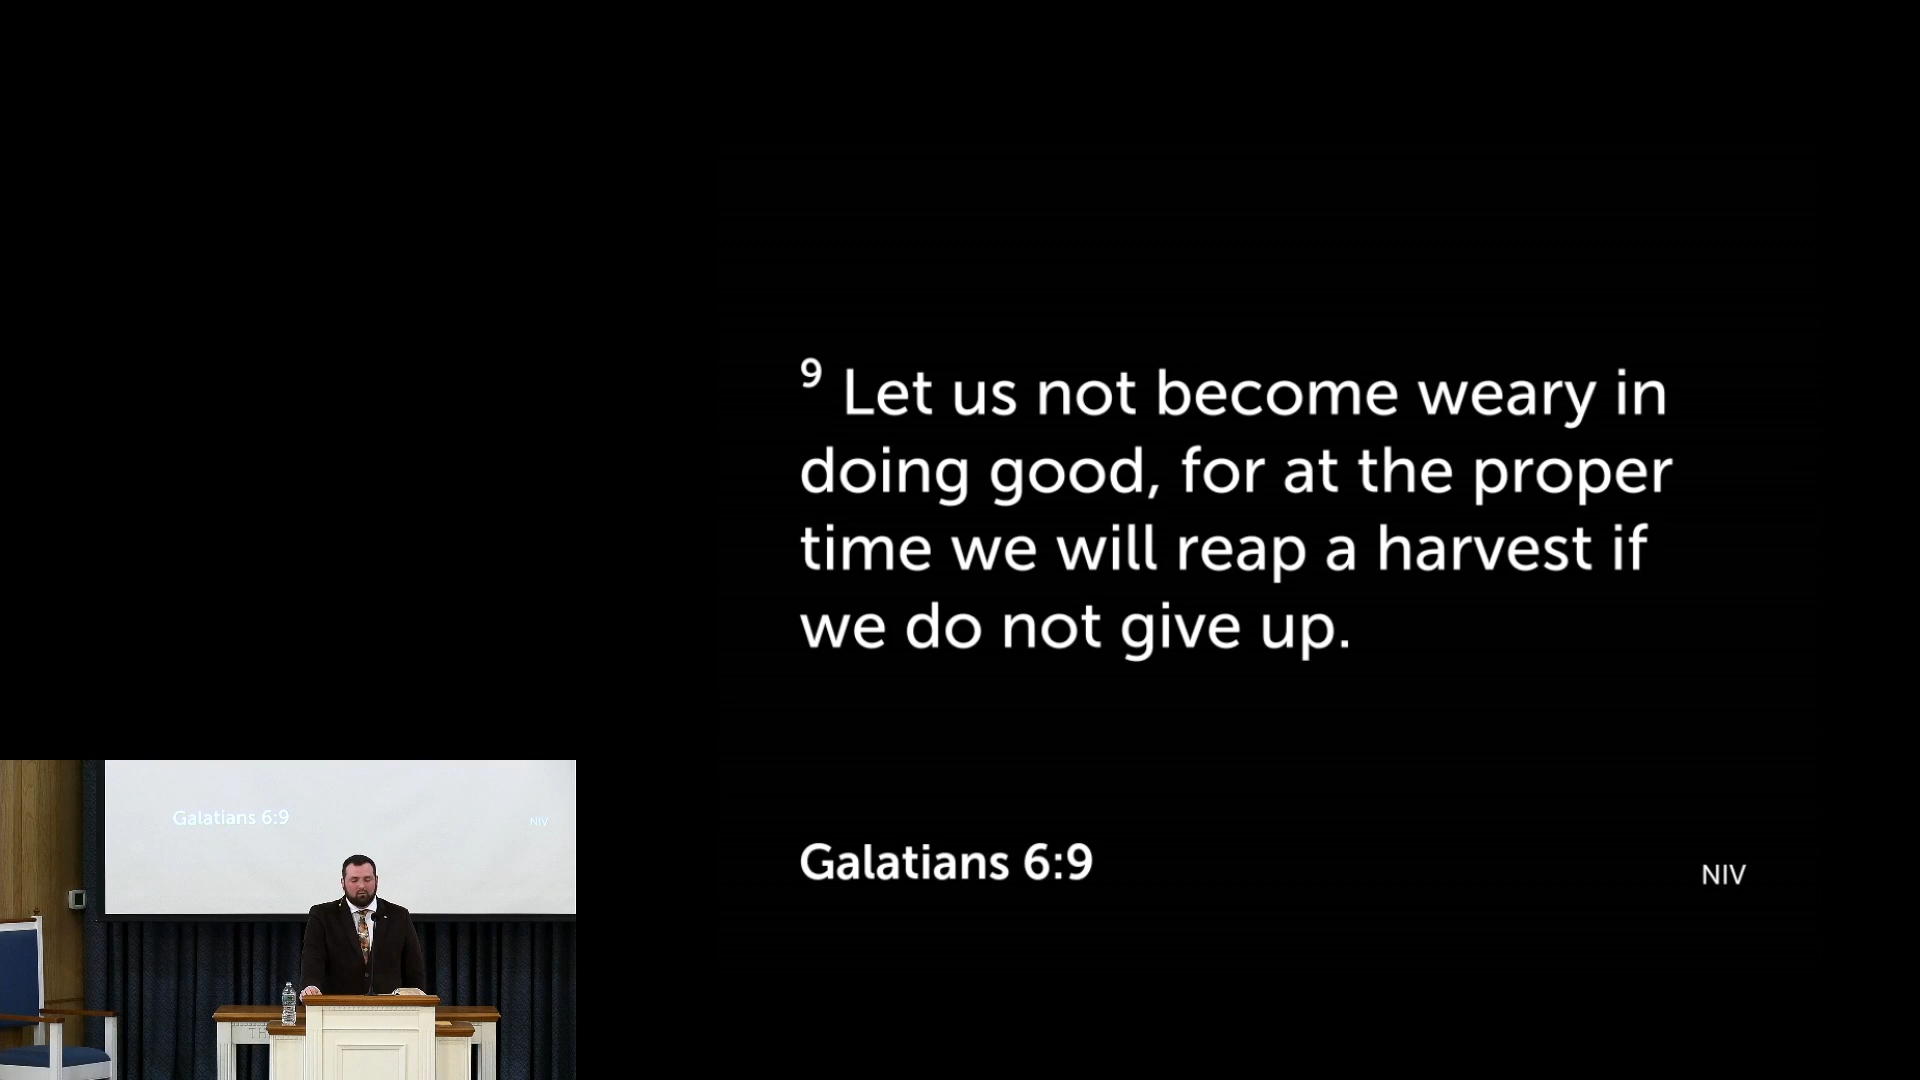 9 Let us not become weary in
doing good, for at the proper
time we will reap a harvest if
we do not give up.
Galatians 6:9
NIV
Galatians 6:9
NIV